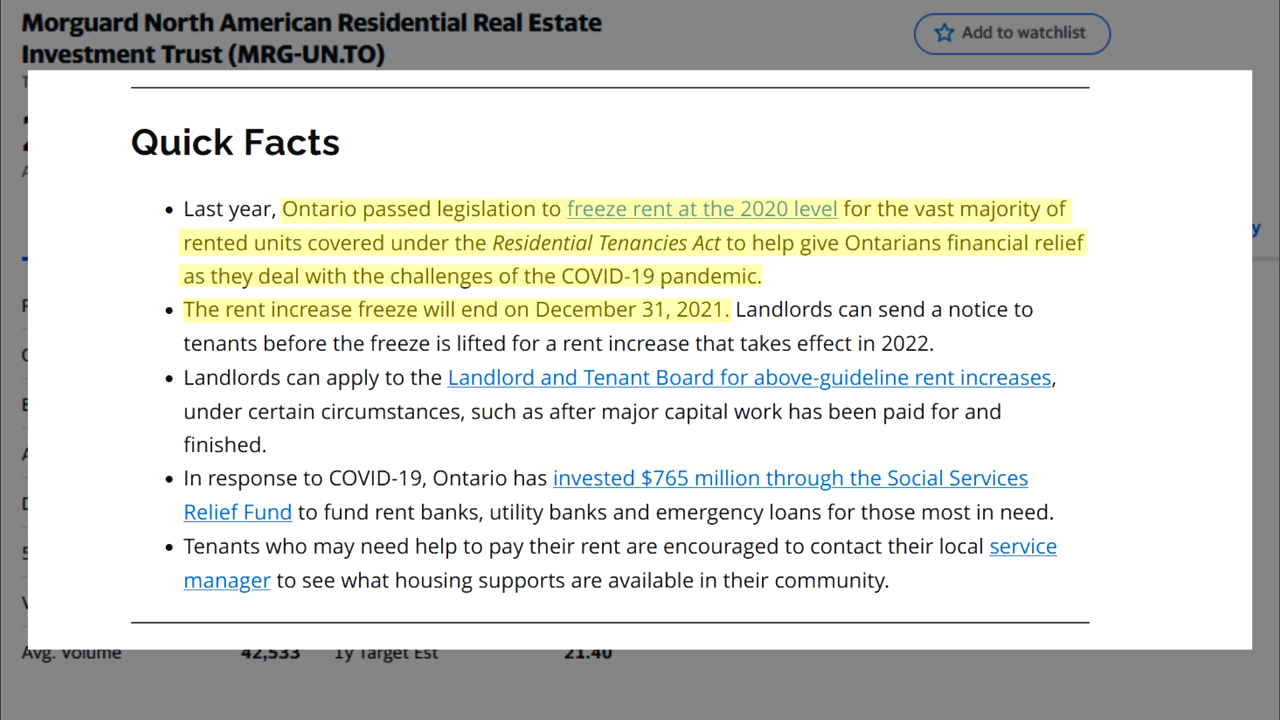 Morguard North American Residential Real Estate
Investment Trust (MRG-UN.TO)
Add to watchlist
Quick Facts
• Last year, Ontario passed legislation to freeze rent at the 2020 level for the vast majority of
rented units covered under the Residential Tenancies Act to help give Ontarians financial relief
as they deal with the challenges of the COVID-19 pandemic.
• The rent increase freeze will end on December 31, 2021. Landlords can send a notice to
tenants before the freeze is lifted for a rent increase that takes effect in 2022.
• Landlords can apply to the Landlord and Tenant Board for above-guideline rent increases,
under certain circumstances, such as after major capital work has been paid for and
finished.
• In response to COVID-19, Ontario has invested $765 million through the Social Services
Relief Fund to fund rent banks, utility banks and emergency loans for those most in need.
• Tenants who may need help to pay their rent are encouraged to contact their local service
manager to see what housing supports are available in their community.
Avg. Volume 42,533 1y Target Est 21.40